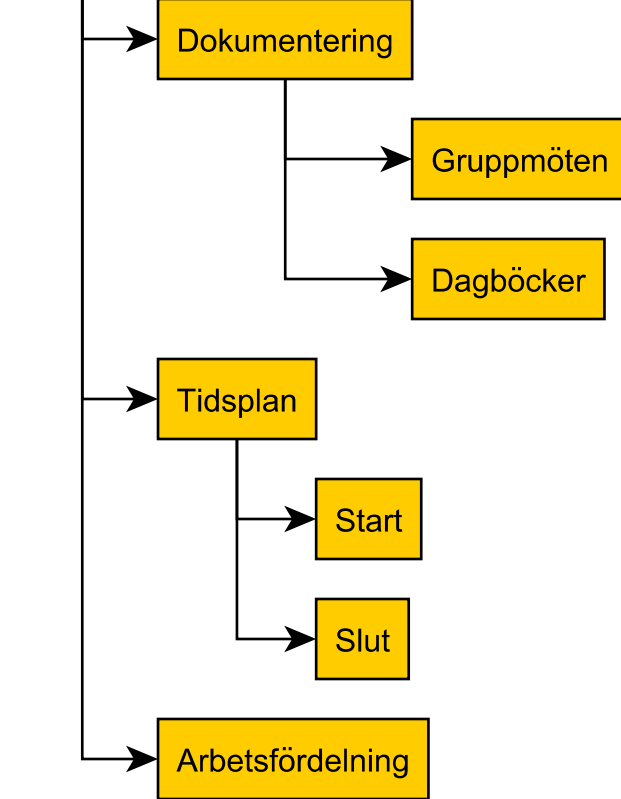 Dokumentering
Gruppmöten
Dagböcker
Tidsplan
Start
Slut
Arbetsfördelning